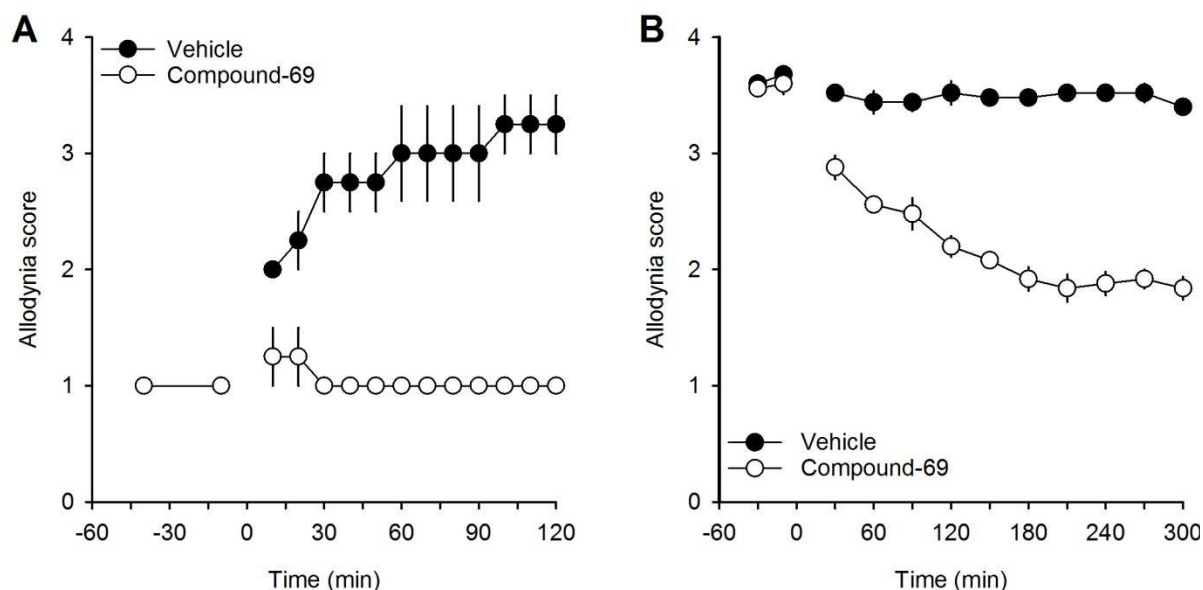 A
Vehicle
Compound-69
Allodynia score
4
3
2
1
0
-60 -30 0 30 60 90 120
Time (min)
B
Allodynia score
4
3
2
1
0
Vehicle
Compound-69
-60 0 60 120 180 240 300
Time (min)